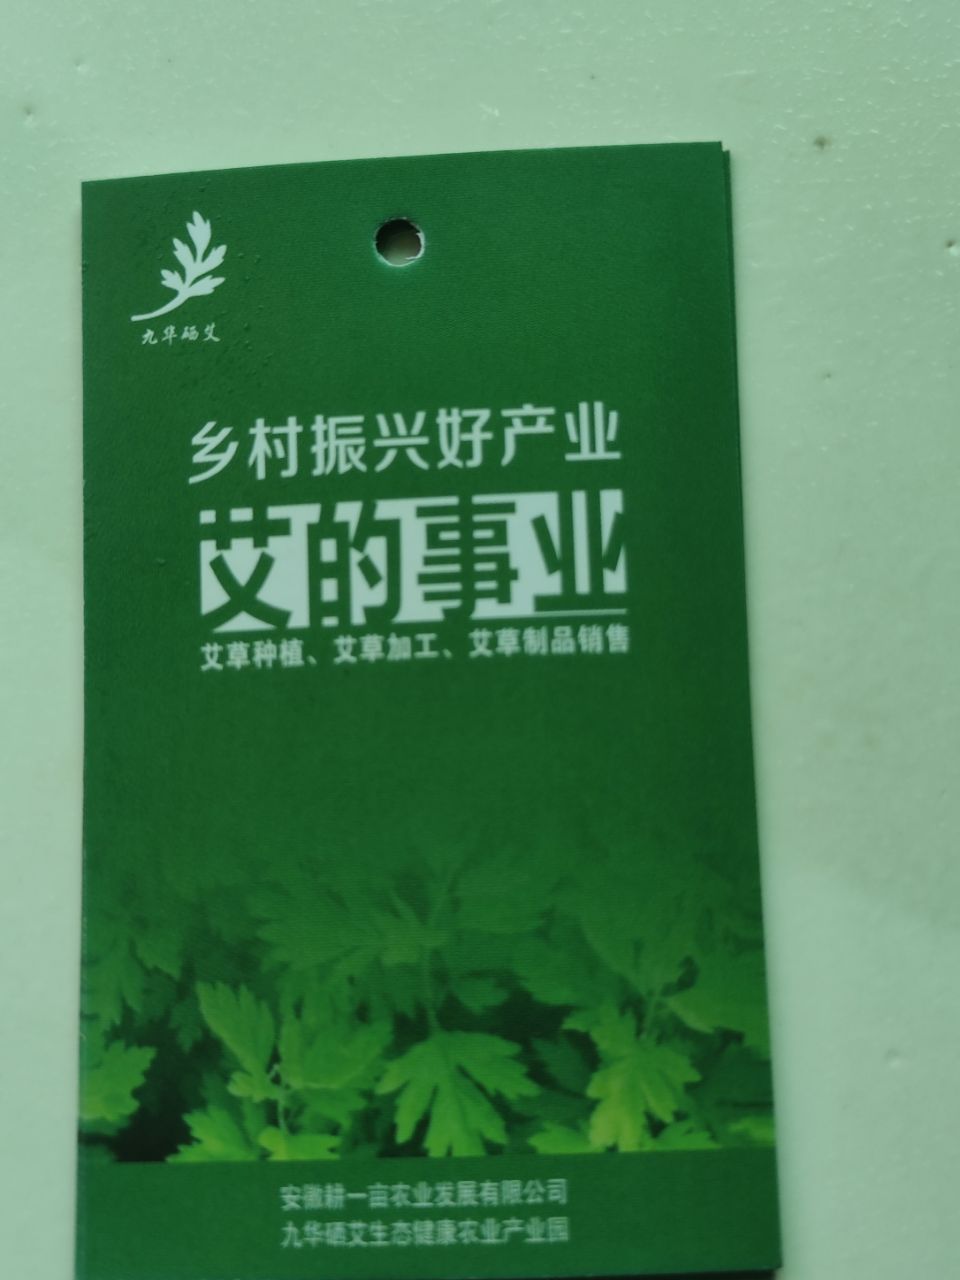 九华硒艾
乡村振兴好产业
艾的事业
艾草种植、艾草加工、艾草制品销售
安徽耕一亩农业发展有限公司
九华硒艾生态健康农业产业园